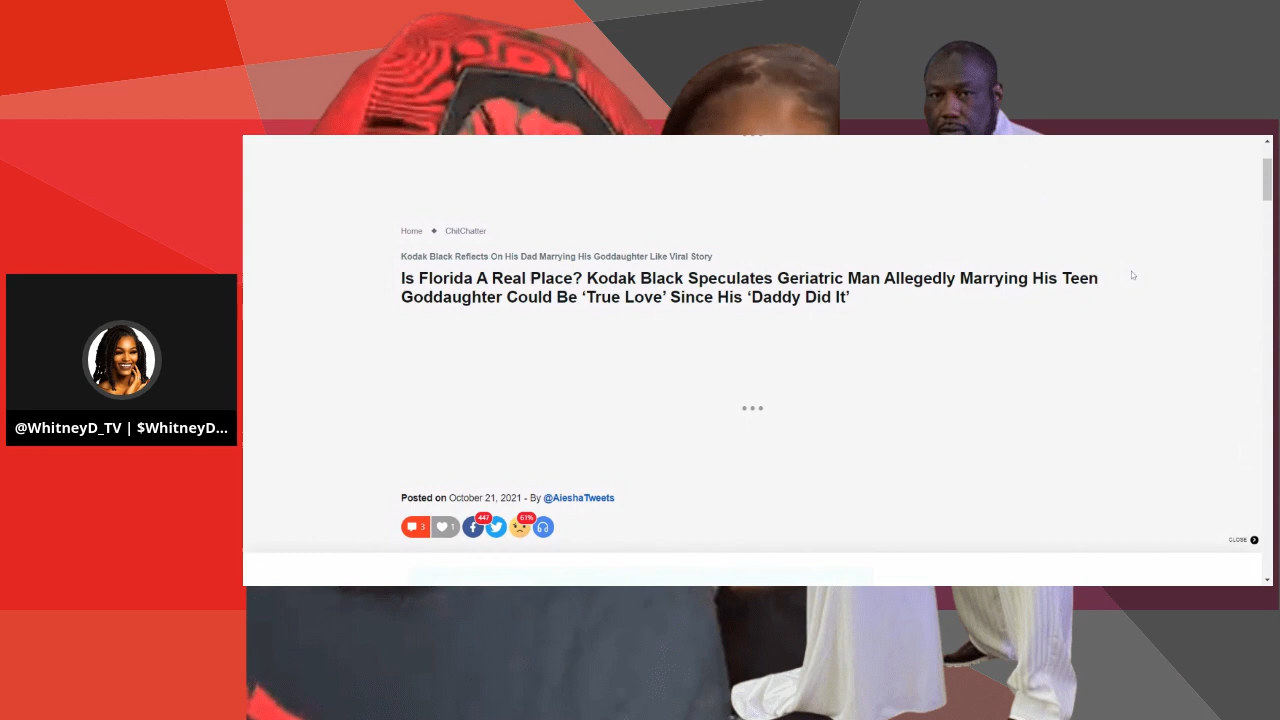 Home ◆ ChitChatter
Kodak Black Reflects On His Dad Marrying His Goddaughter Like Viral Story
Is Florida A Real Place? Kodak Black Speculates Geriatric Man Allegedly Marrying His Teen
Goddaughter Could Be ‘True Love’ Since His ‘Daddy Did It’
@WhitneyD_TV | $WhitneyD...
Posted on October 21, 2021 - By @AieshaTweets
3 1 447 61%
CLOSE